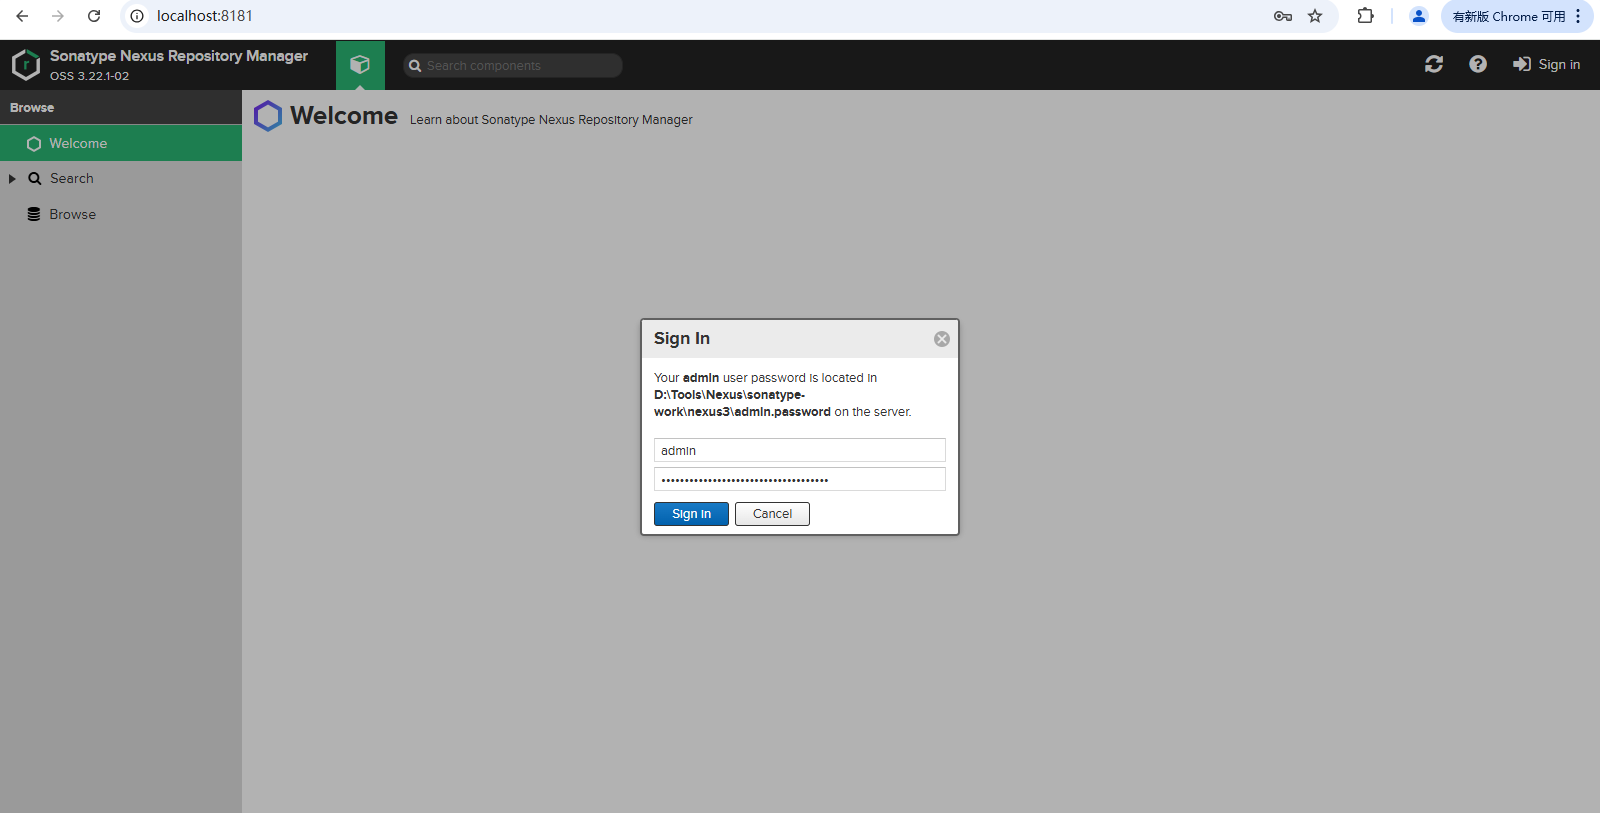 localhost:8181
有新版 Chrome 可用
Sonatype Nexus Repository Manager
OSS 3.22.1-02
Search components
Sign in
Browse
Welcome
Search
Browse
Welcome Learn about Sonatype Nexus Repository Manager
Sign In
Your admin user password is located in
D:\Tools\Nexus\sonatype-
work\nexus3\admin.password on the server.
admin
Sign in
Cancel